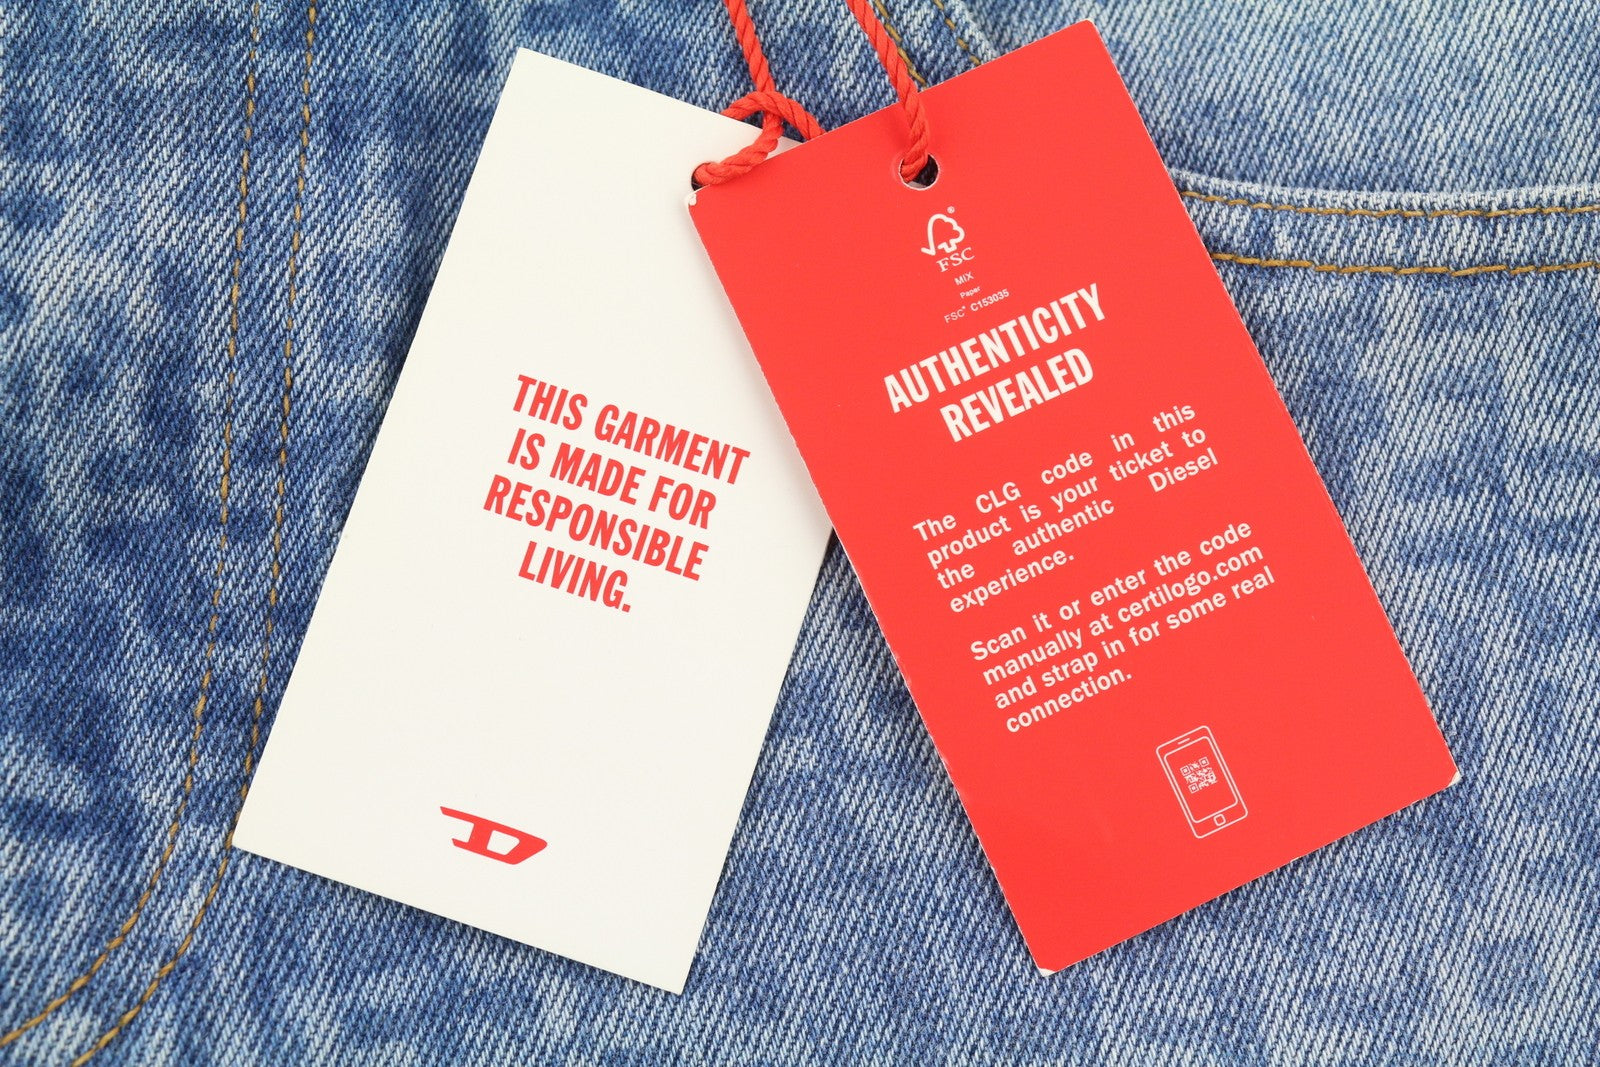 THIS GARMENT
IS MADE FOR
RESPONSIBLE
LIVING.
D
FSC
®
MIX
Paper
FSC® C153035
AUTHENTICITY
REVEALED
The CLG code in this
product is your ticket to
the authentic Diesel
experience.
Scan it or enter the code
manually at certilogo.com
and strap in for some real
connection.